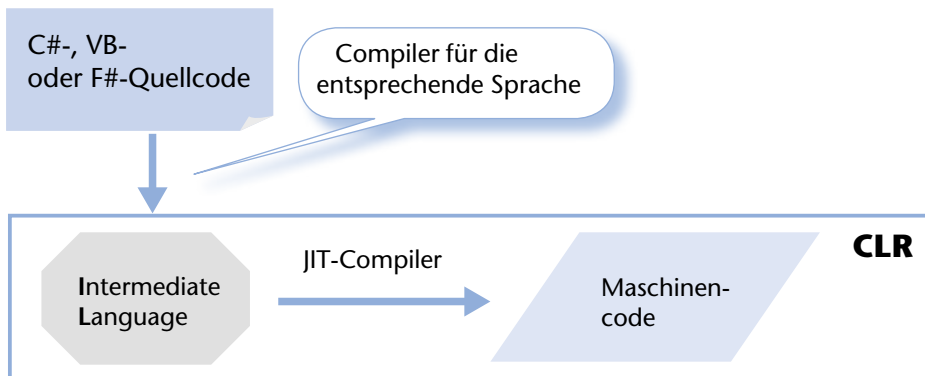 C#-, VB-
oder F#-Quellcode
Compiler für die
entsprechende Sprache
CLR
Intermediate
Language
JIT-Compiler
Maschinen-
code